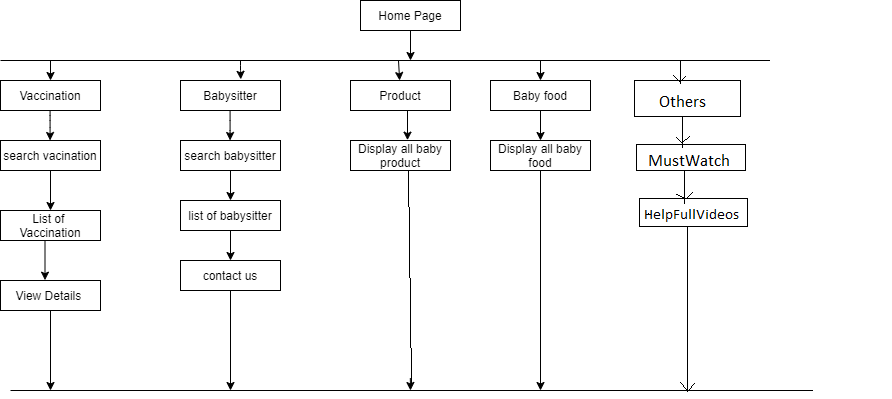 Home Page
Vaccination
Babysitter
Product
Baby food
Others
search vacination
search babysitter
Display all baby
product
Display all baby
food
MustWatch
List of
Vaccination
list of babysitter
HelpFullVideos
View Details
contact us